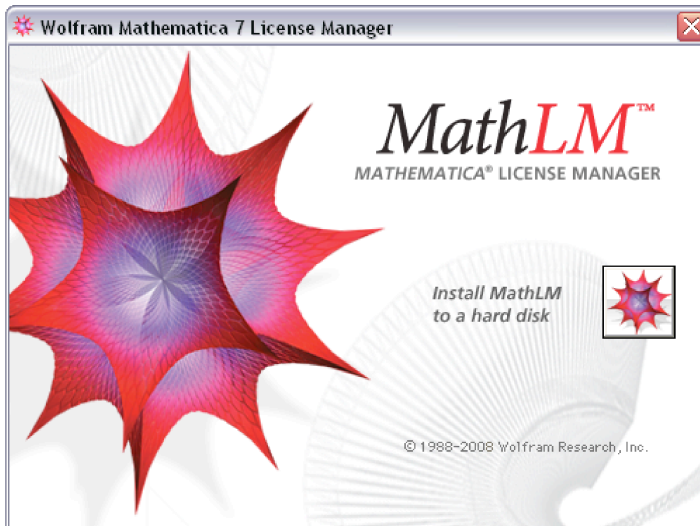 Wolfram Mathematica 7 License Manager
MathLM™
MATHEMATICA® LICENSE MANAGER
Install MathLM
to a hard disk
© 1988-2008 Wolfram Research, Inc.